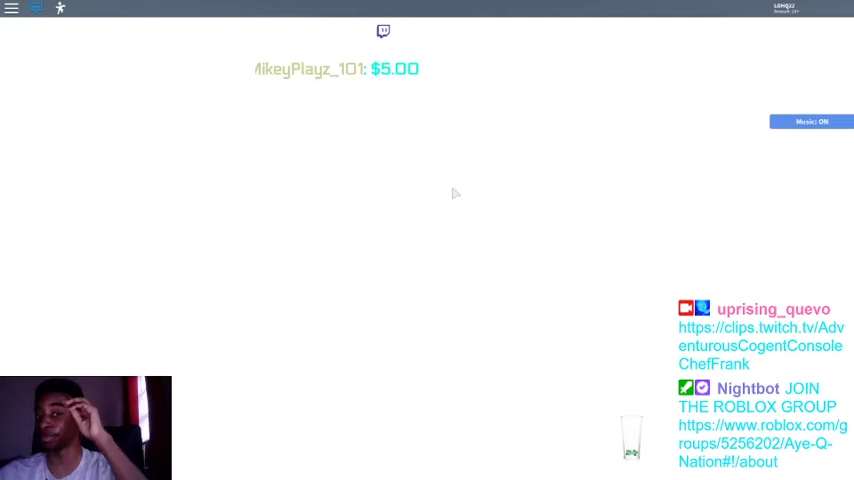 L0HQ22
MikeyPlayz_101: $5.00
Music: ON
uprising_quevo
https://clips.twitch.tv/Adv
enturousCogentConsole
ChefFrank
Nightbot JOIN
THE ROBLOX GROUP
https://www.roblox.com/g
roups/5256202/Aye-Q-
Nation#!/about